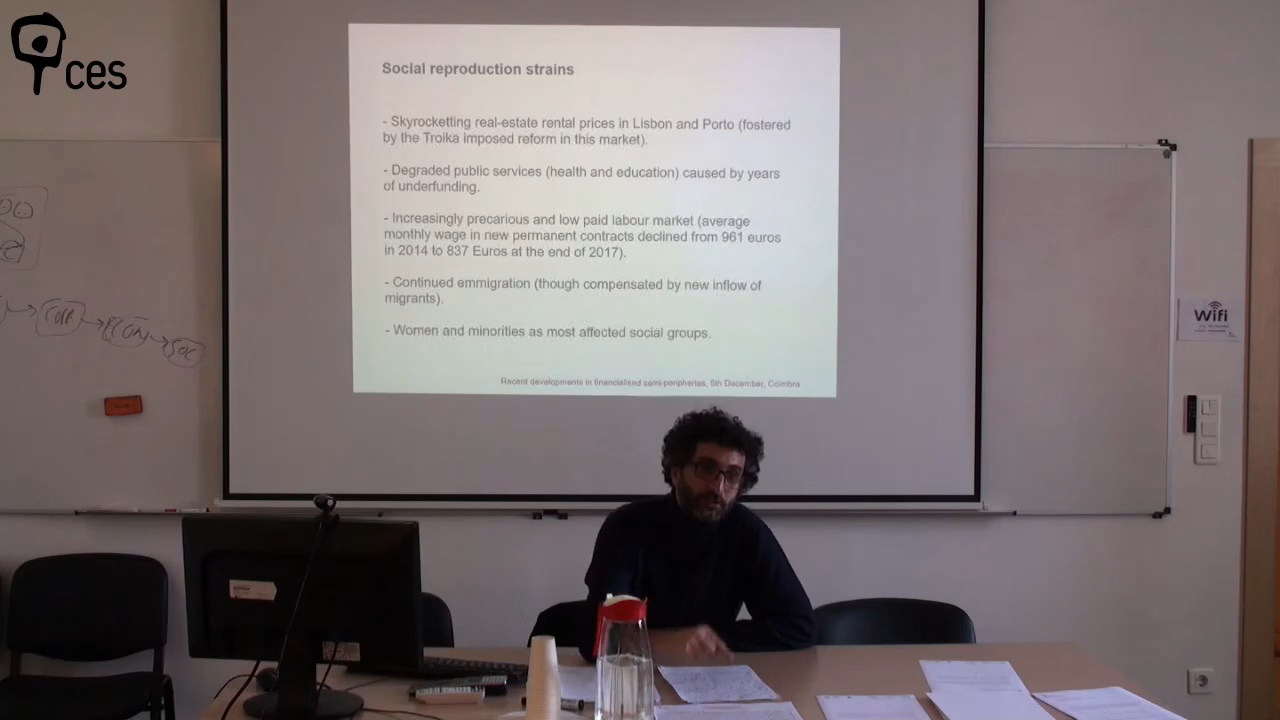 ces
Social reproduction strains
- Skyrocketting real-estate rental prices in Lisbon and Porto (fostered
by the Troika imposed reform in this market).
- Degraded public services (health and education) caused by years
of underfunding.
- Increasingly precarious and low paid labour market (average
monthly wage in new permanent contracts declined from 961 euros
in 2014 to 837 Euros at the end of 2017).
- Continued emmigration (though compensated by new inflow of
migrants).
- Women and minorities as most affected social groups.
Recent developments in financialised semi-peripheries, 5th December, Coimbra
Wifi